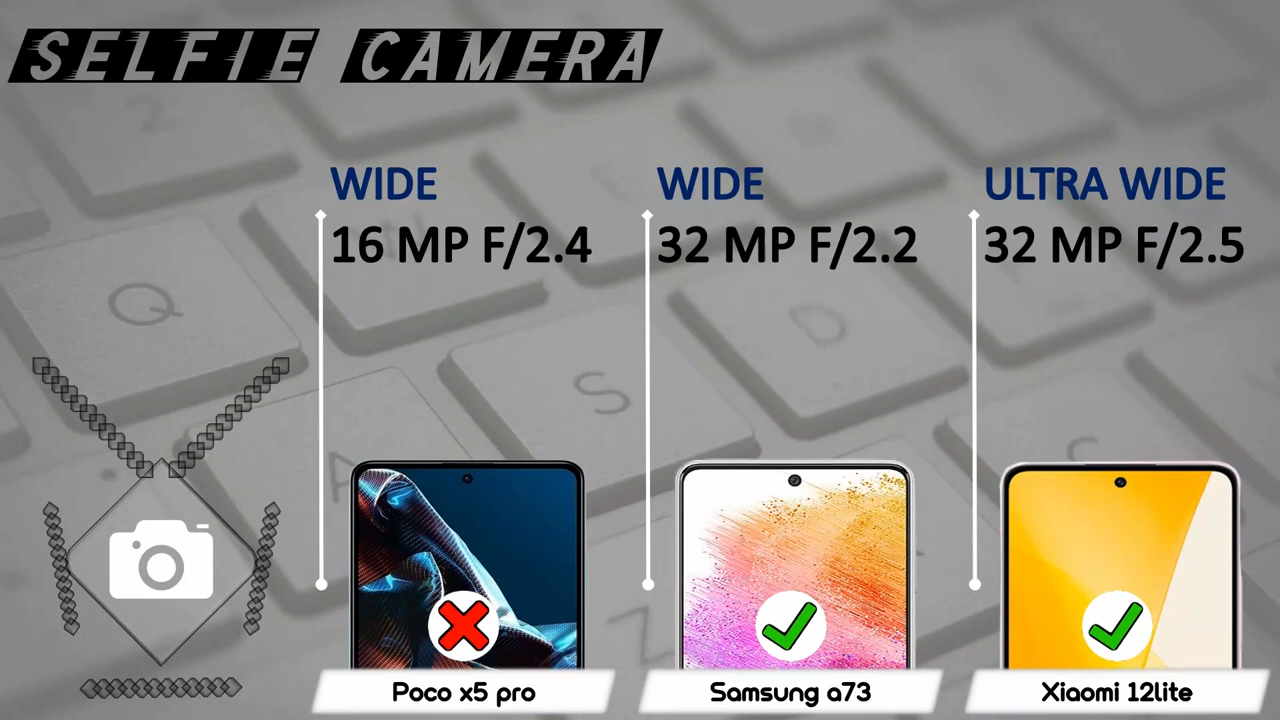 SELFIE CAMERA
WIDE
16 MP F/2.4
WIDE
32 MP F/2.2
ULTRA WIDE
32 MP F/2.5
2
E
Q
D
S
A
C
Z
Poco x5 pro
Samsung a73
Xiaomi 12lite